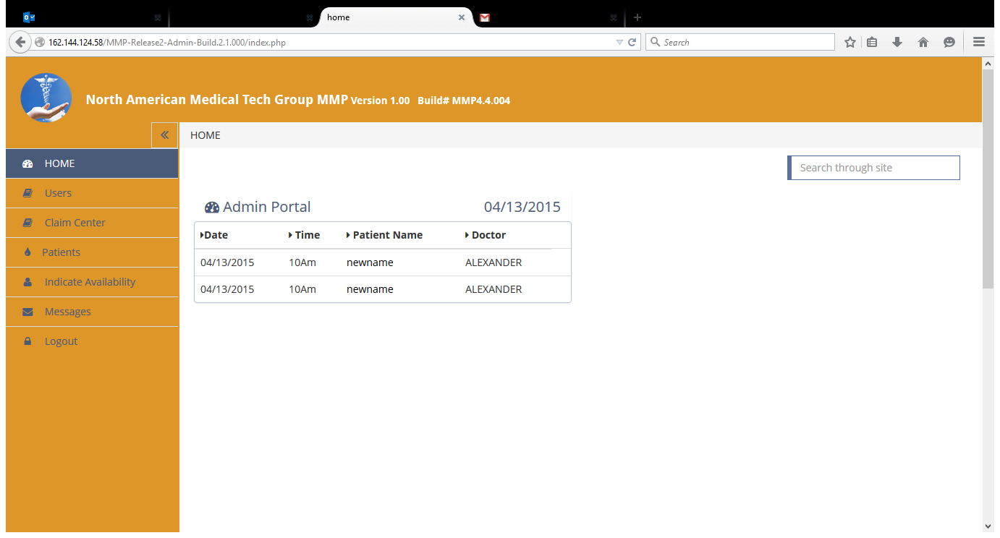 home
162.144.124.58/MMP-Release2-Admin-Build.2.1.000/index.php
Search
North American Medical Tech Group MMP Version 1.00 Build# MMP4.4.004
HOME
HOME
Users
Claim Center
Patients
Indicate Availability
Messages
Logout
Search through site
Admin Portal 04/13/2015
Date Time Patient Name Doctor
04/13/2015 10Am newname ALEXANDER
04/13/2015 10Am newname ALEXANDER